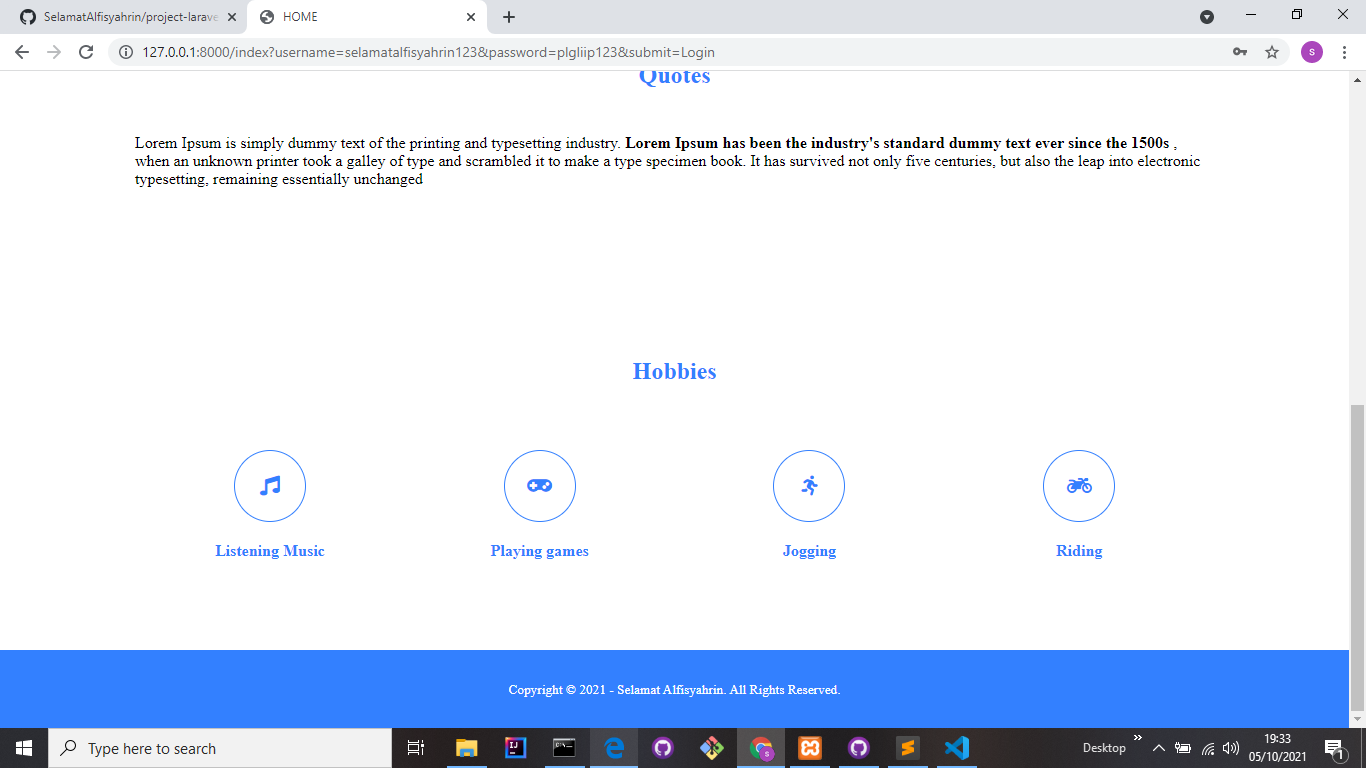 SelamatAlfisyahrin/project-larave
HOME
127.0.0.1:8000/index?username=selamatalfisyahrin123&password=plgliip123&submit=Login
s
Quotes
Lorem Ipsum is simply dummy text of the printing and typesetting industry. Lorem Ipsum has been the industry's standard dummy text ever since the 1500s ,
when an unknown printer took a galley of type and scrambled it to make a type specimen book. It has survived not only five centuries, but also the leap into electronic
typesetting, remaining essentially unchanged
Hobbies
Listening Music
Playing games
Jogging
Riding
Copyright © 2021 - Selamat Alfisyahrin. All Rights Reserved.
Type here to search
Desktop
19:33
05/10/2021
1